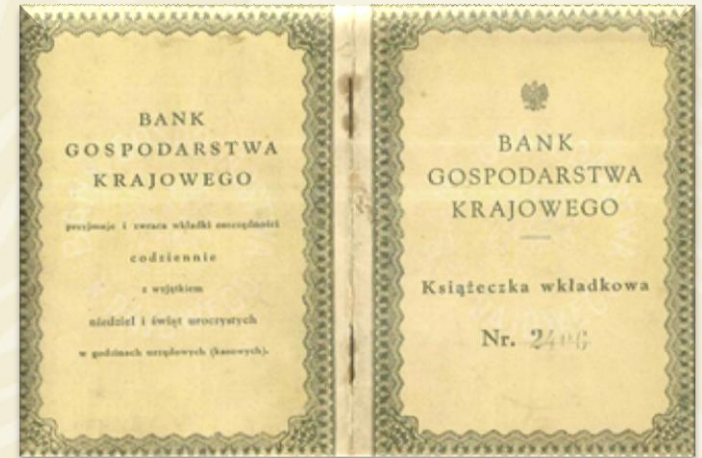 BANK
GOSPODARSTWA
KRAJOWEGO
przyjmuje i zwraca wkładki oszczędności
codziennie
z wyjątkiem
niedziel i świąt uroczystych
w godzinach urzędowych (kasowych).
BANK
GOSPODARSTWA
KRAJOWEGO
Książeczka wkładkowa
Nr.